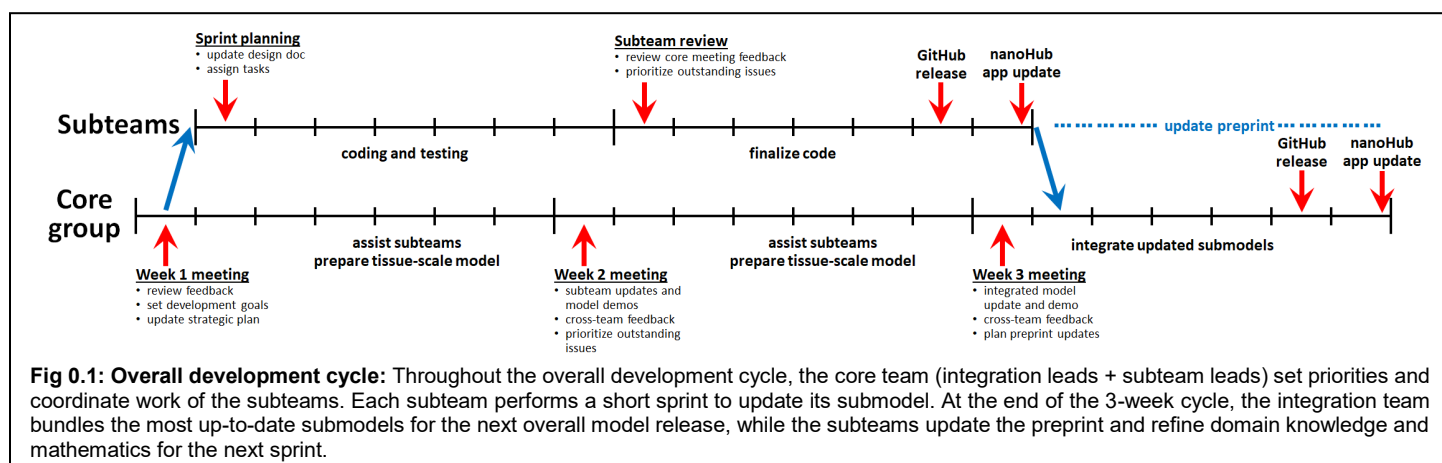 Sprint planning
• update design doc
• assign tasks
Subteam review
• review core meeting feedback
• prioritize outstanding issues
GitHub
release
nanoHub
app update
Subteams
coding and testing
finalize code
update preprint
GitHub
release
nanoHub
app update
Core
group
assist subteams
prepare tissue-scale model
assist subteams
prepare tissue-scale model
integrate updated submodels
Week 1 meeting
• review feedback
• set development goals
• update strategic plan
Week 2 meeting
• subteam updates and
model demos
• cross-team feedback
• prioritize outstanding
issues
Week 3 meeting
• integrated model
update and demo
• cross-team feedback
• plan preprint updates
Fig 0.1: Overall development cycle: Throughout the overall development cycle, the core team (integration leads + subteam leads) set priorities and
coordinate work of the subteams. Each subteam performs a short sprint to update its submodel. At the end of the 3-week cycle, the integration team
bundles the most up-to-date submodels for the next overall model release, while the subteams update the preprint and refine domain knowledge and
mathematics for the next sprint.